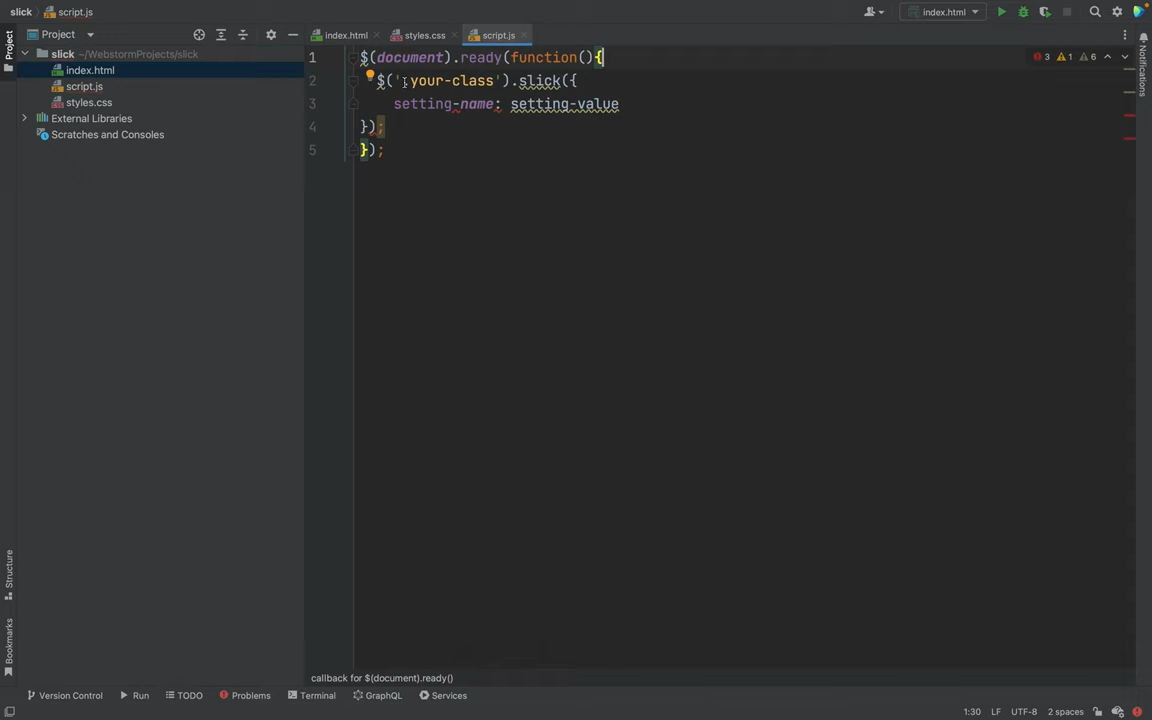 slick
script.js
index.html
Project
index.html
styles.css
script.js
slick ~/WebstormProjects/slick
index.html
script.js
styles.css
External Libraries
Scratches and Consoles
1 $(document).ready(function(){
2 $('.your-class').slick({
3 setting-name: setting-value
4 });
5 });
3 1 6
Project
Structure
Bookmarks
Notifications
callback for $(document).ready()
Version Control
Run
TODO
Problems
Terminal
GraphQL
Services
1:30 LF UTF-8 2 spaces